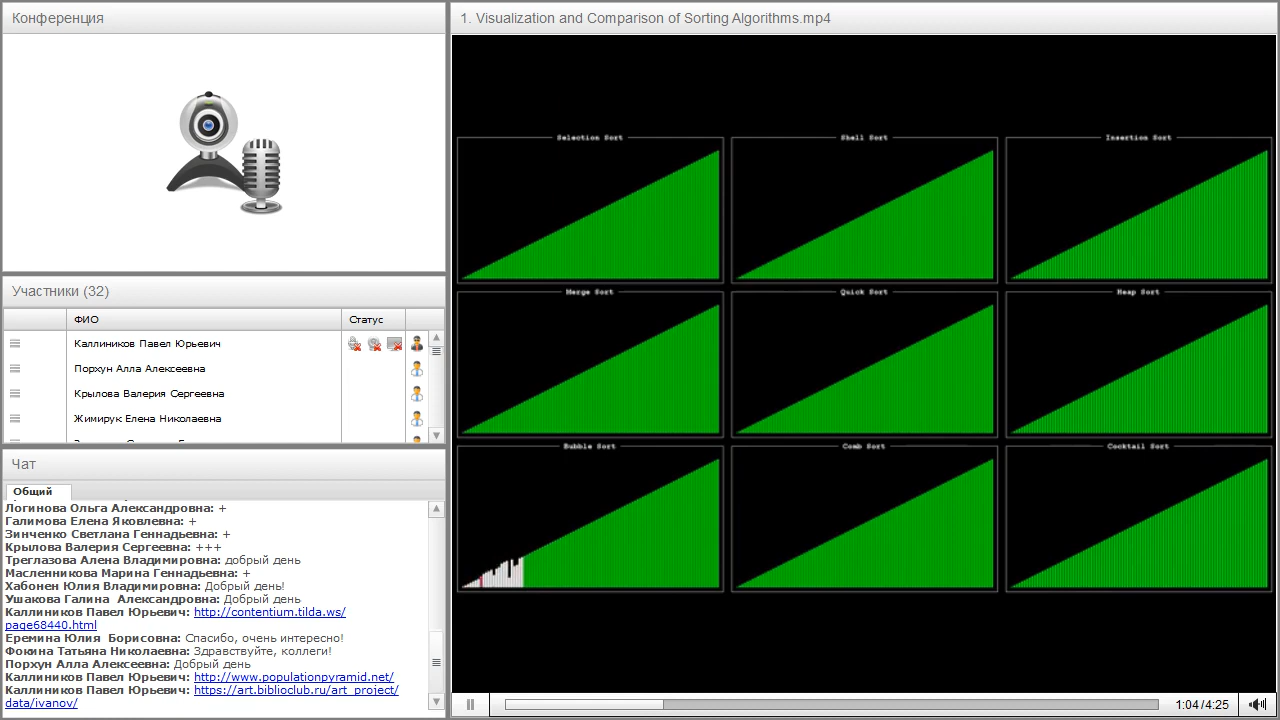 Конференция
1. Visualization and Comparison of Sorting Algorithms.mp4
Selection Sort
Shell Sort
Insertion Sort
Merge Sort
Quick Sort
Heap Sort
Bubble Sort
Comb Sort
Cocktail Sort
1:04/4:25
Участники (32)
ФИО
Статус
Каллиников Павел Юрьевич
Порхун Алла Алексеевна
Крылова Валерия Сергеевна
Жимирук Елена Николаевна
Чат
Общий
Логинова Ольга Александровна: +
Галимова Елена Яковлевна: +
Зинченко Светлана Геннадьевна: +
Крылова Валерия Сергеевна: +++
Треглазова Алена Владимировна: добрый день
Масленникова Марина Геннадьевна: +
Хабонен Юлия Владимировна: Добрый день!
Ушакова Галина Александровна: Добрый день
Каллиников Павел Юрьевич: http://contentium.tilda.ws/
page68440.html
Еремина Юлия Борисовна: Спасибо, очень интересно!
Фокина Татьяна Николаевна: Здравствуйте, коллеги!
Порхун Алла Алексеевна: Добрый день
Каллиников Павел Юрьевич: http://www.populationpyramid.net/
Каллиников Павел Юрьевич: https://art.biblioclub.ru/art_project/
data/ivanov/